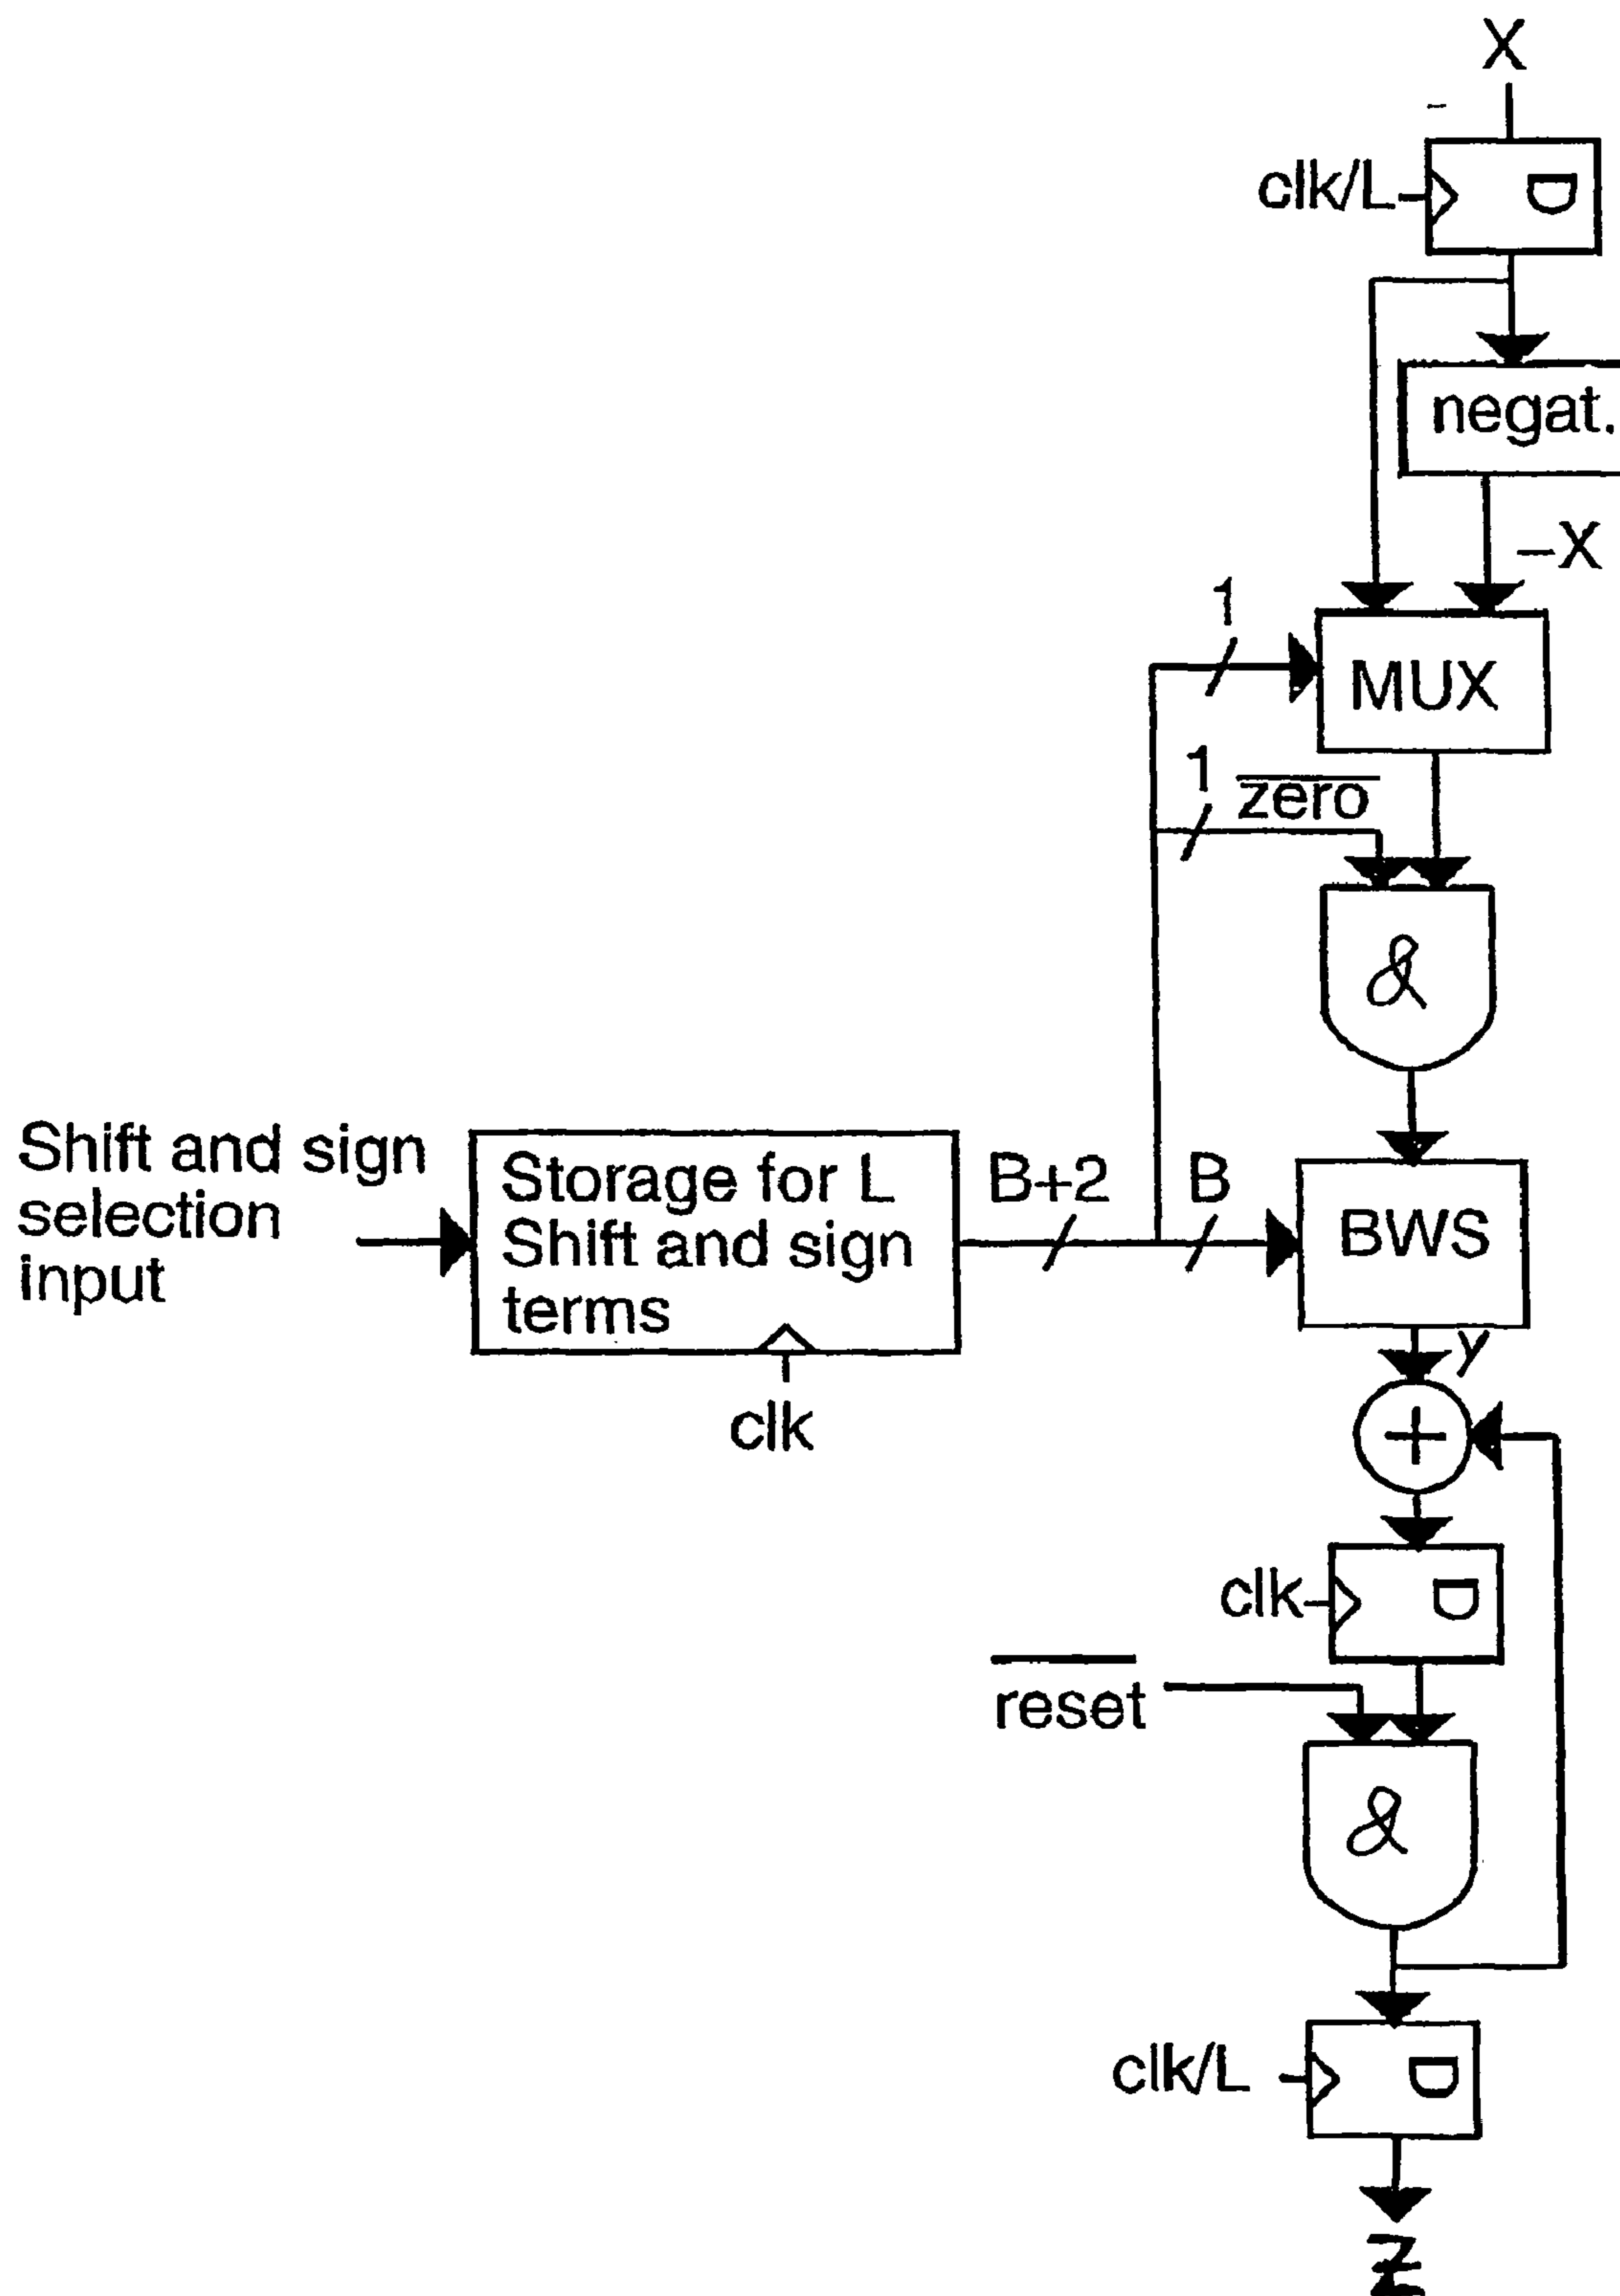 X
clk/L
D
negat.
–X
1
MUX
1
zero
&
Shift and sign
selection
input
Storage for L
Shift and sign
terms
B+2
B
BWS
clk
y
+
clk
D
reset
&
clk/L
D
Z